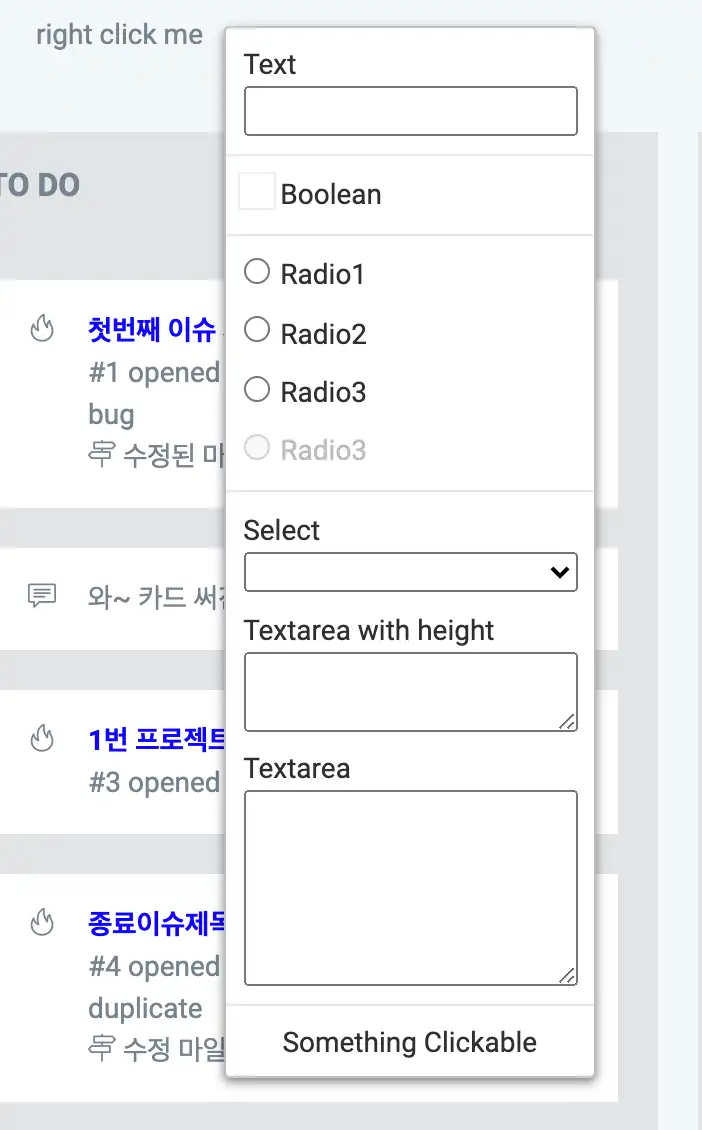 right click me
TO DO
첫번째 이슈
#1 opened
bug
수정된 마
와~ 카드 써진
1번 프로젝트
#3 opened
종료이슈제목
#4 opened
duplicate
수정 마일
Text
Boolean
Radio1
Radio2
Radio3
Radio3
Select
Textarea with height
Textarea
Something Clickable